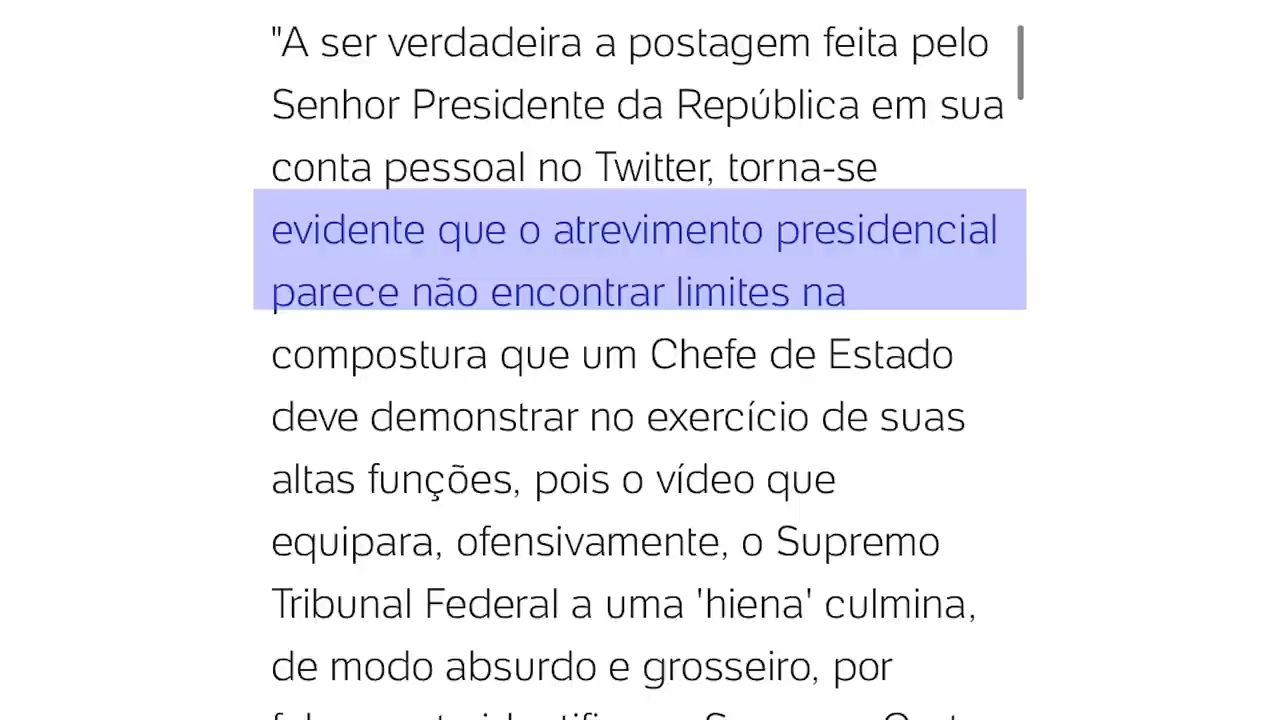 "A ser verdadeira a postagem feita pelo
Senhor Presidente da República em sua
conta pessoal no Twitter, torna-se
evidente que o atrevimento presidencial
parece não encontrar limites na
compostura que um Chefe de Estado
deve demonstrar no exercício de suas
altas funções, pois o vídeo que
equipara, ofensivamente, o Supremo
Tribunal Federal a uma 'hiena' culmina,
de modo absurdo e grosseiro, por